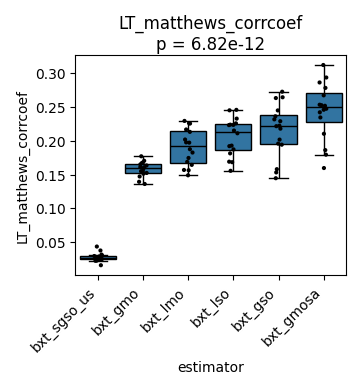 LT_matthews_corrcoef
p = 6.82e-12
LT_matthews_corrcoef
0.30
0.25
0.20
0.15
0.10
0.05
bxt_sgso_us
bxt_gmo
bxt_lmo
bxt_lso
bxt_gso
bxt_gmosa
estimator